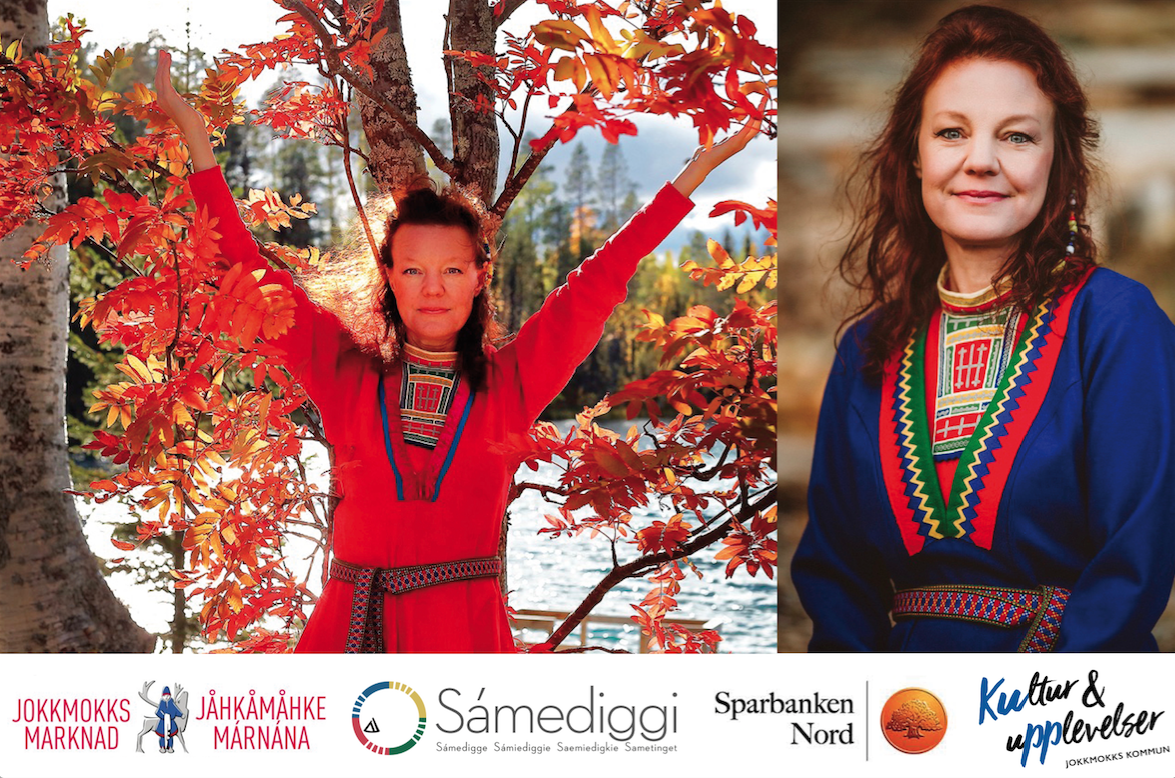 JOKKMOKKS
MARKNAD
JÅHKÅMÅHKE
MÁRNÁNA
Sámediggi
Sámedigge Sámiediggie Saemiedigkie Sametinget
Sparbanken
Nord
Kultur &
upplevelser
JOKKMOKKS KOMMUN